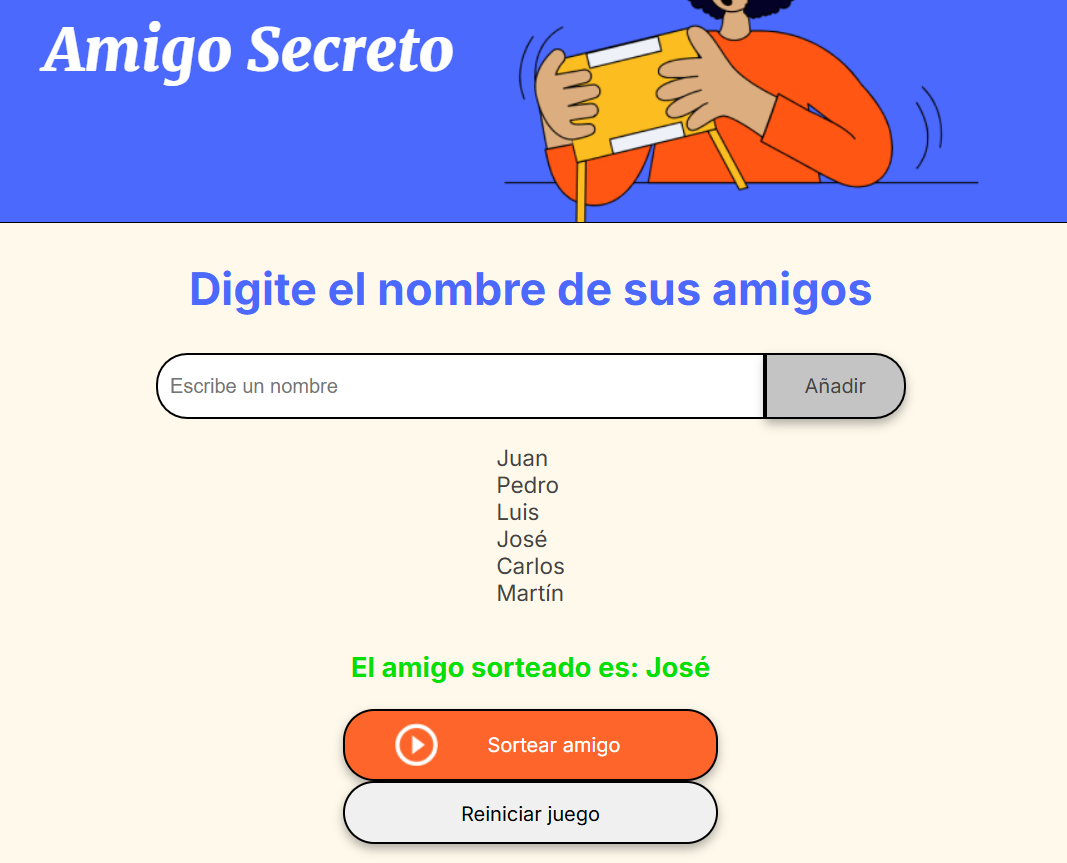 Amigo Secreto
Digite el nombre de sus amigos
Escribe un nombre
Añadir
Juan
Pedro
Luis
José
Carlos
Martín
El amigo sorteado es: José
Sortear amigo
Reiniciar juego